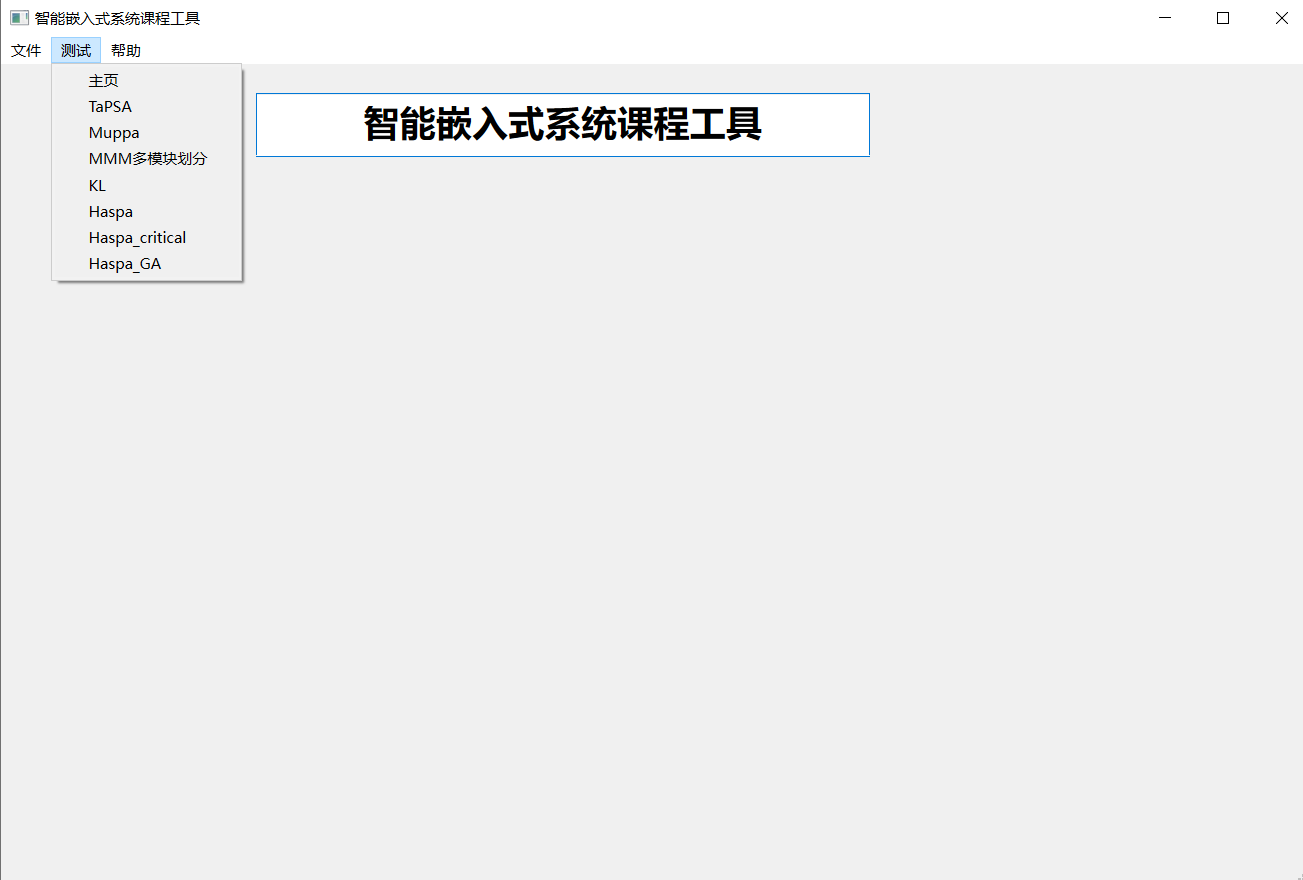 智能嵌入式系统课程工具
文件 测试 帮助
主页
TaPSA
Muppa
MMM多模块划分
KL
Haspa
Haspa_critical
Haspa_GA
智能嵌入式系统课程工具